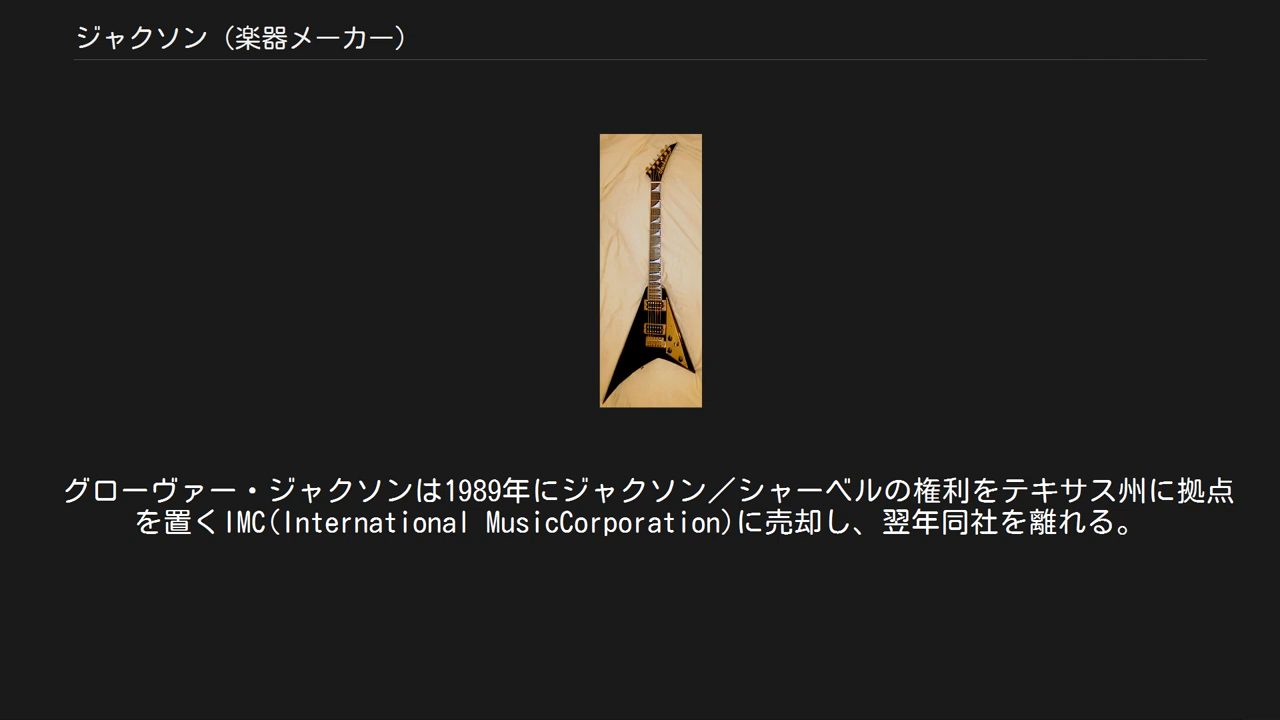 ジャクソン（楽器メーカー）
グローヴァー・ジャクソンは1989年にジャクソン／シャーベルの権利をテキサス州に拠点
を置くIMC(International MusicCorporation)に売却し、翌年同社を離れる。